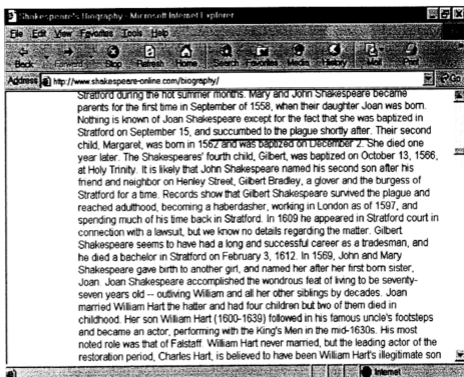 Shakespeare's Biography - Microsoft Internet Explorer
File Edit View Favorites Tools Help
Back Forward Stop Refresh Home Search Favorites Media History Mail Print
Address http://www.shakespeare-online.com/biography/ Go
Stratford during the hot summer months. Mary and John Shakespeare became
parents for the first time in September of 1558, when their daughter Joan was born.
Nothing is known of Joan Shakespeare except for the fact that she was baptized in
Stratford on September 15, and succumbed to the plague shortly after. Their second
child, Margaret, was born in 1562 and was baptized on December 2. She died one
year later. The Shakespeares' fourth child, Gilbert, was baptized on October 13, 1566,
at Holy Trinity. It is likely that John Shakespeare named his second son after his
friend and neighbor on Henley Street, Gilbert Bradley, a glover and the burgess of
Stratford for a time. Records show that Gilbert Shakespeare survived the plague and
reached adulthood, becoming a haberdasher, working in London as of 1597, and
spending much of his time back in Stratford. In 1609 he appeared in Stratford court in
connection with a lawsuit, but we know no details regarding the matter. Gilbert
Shakespeare seems to have had a long and successful career as a tradesman, and
he died a bachelor in Stratford on February 3, 1612. In 1569, John and Mary
Shakespeare gave birth to another girl, and named her after her first born sister,
Joan. Joan Shakespeare accomplished the wondrous feat of living to be seventy-
seven years old -- outliving William and all her other siblings by decades. Joan
married William Hart the hatter and had four children but two of them died in
childhood. Her son William Hart (1600-1639) followed in his famous uncle's footsteps
and became an actor, performing with the King's Men in the mid-1630s. His most
noted role was that of Falstaff. William Hart never married, but the leading actor of the
restoration period, Charles Hart, is believed to have been William Hart's illegitimate son
Internet